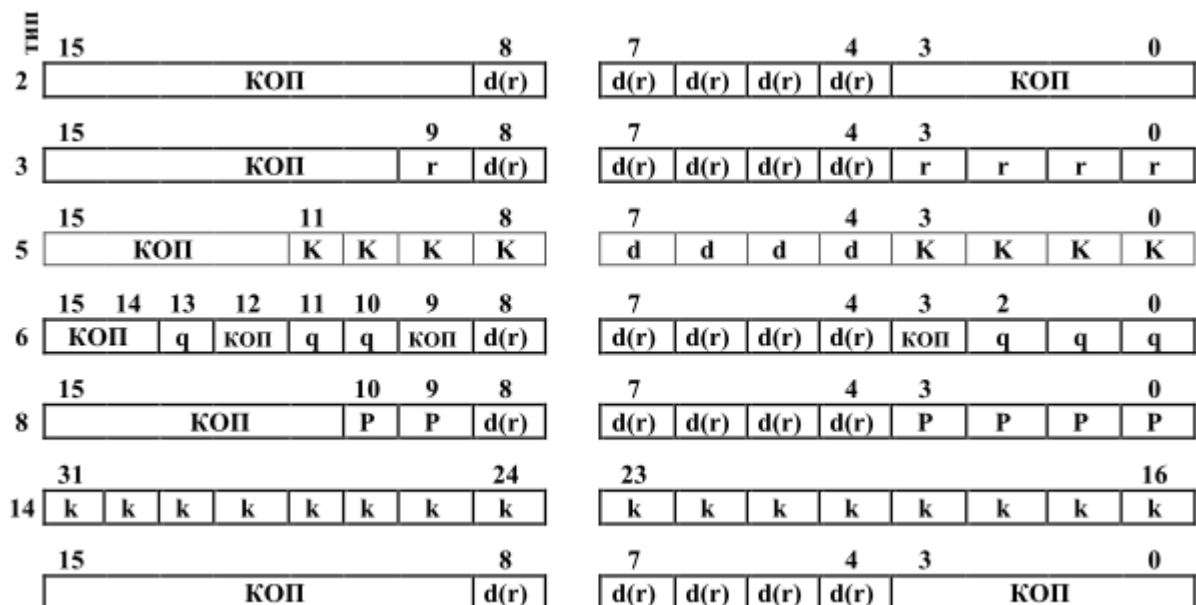 тип
15 8 7 4 3 0
2 КОП d(r) d(r) d(r) d(r) d(r) КОП
15 9 8 7 4 3 0
3 КОП r d(r) d(r) d(r) d(r) d(r) r r r r
15 11 8 7 4 3 0
5 КОП K K K K d d d d K K K K
15 14 13 12 11 10 9 8 7 4 3 2 0
6 КОП q КОП q q КОП d(r) d(r) d(r) d(r) d(r) КОП q q q
15 10 9 8 7 4 3 0
8 КОП P P d(r) d(r) d(r) d(r) d(r) P P P P
31 24 23 16
14 k k k k k k k k k k k k k k k k
15 8 7 4 3 0
КОП d(r) d(r) d(r) d(r) d(r) КОП